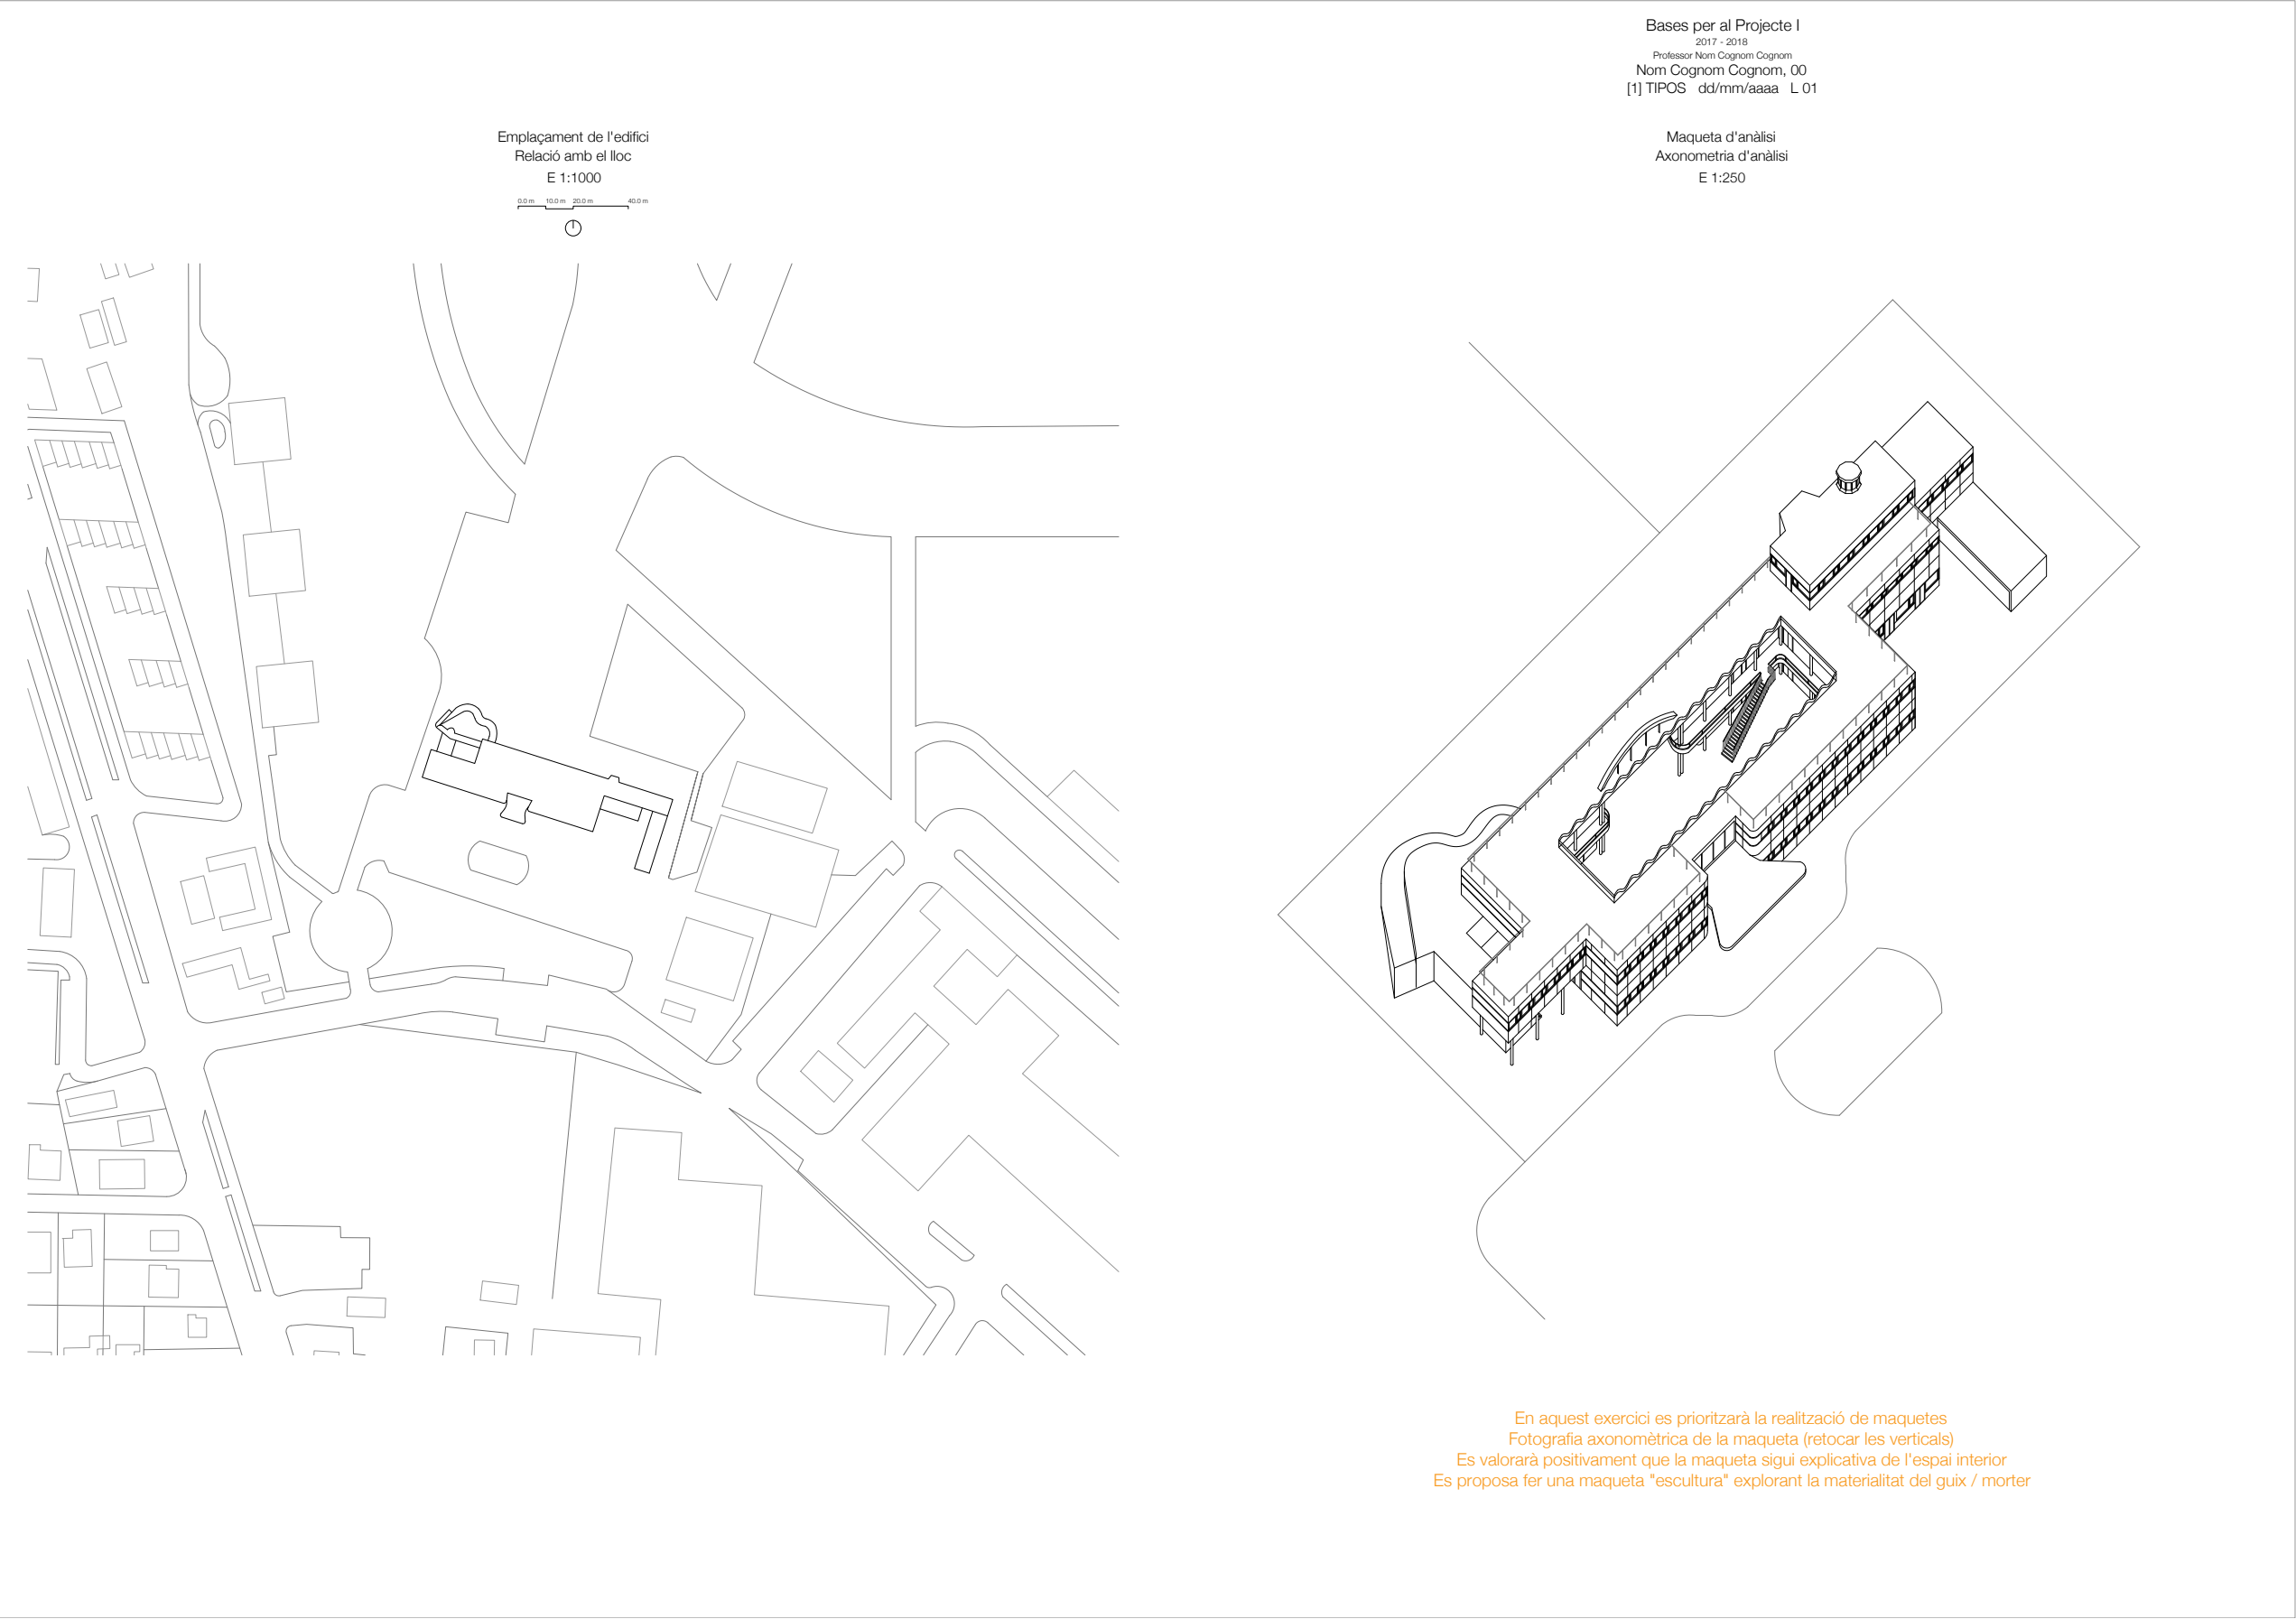 Bases per al Projecte I
2017 - 2018
Professor Nom Cognom Cognom
Nom Cognom Cognom, 00
[1] TIPOS dd/mm/aaaa L 01
Emplaçament de l'edifici
Relació amb el lloc
E 1:1000
0.0 m 10.0 m 20.0 m 40.0 m
Maqueta d'anàlisi
Axonometria d'anàlisi
E 1:250
En aquest exercici es prioritzarà la realització de maquetes
Fotografia axonomètrica de la maqueta (retocar les verticals)
Es valorarà positivament que la maqueta sigui explicativa de l'espai interior
Es proposa fer una maqueta "escultura" explorant la materialitat del guix / morter